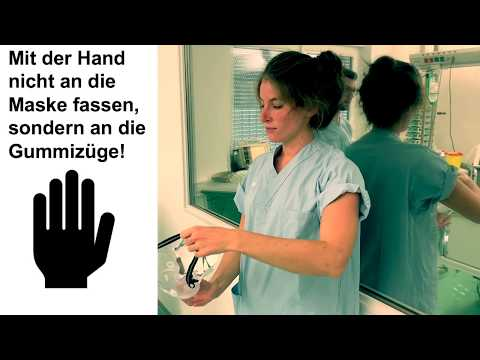 Mit der Hand
nicht an die
Maske fassen,
sondern an die
Gummizüge!